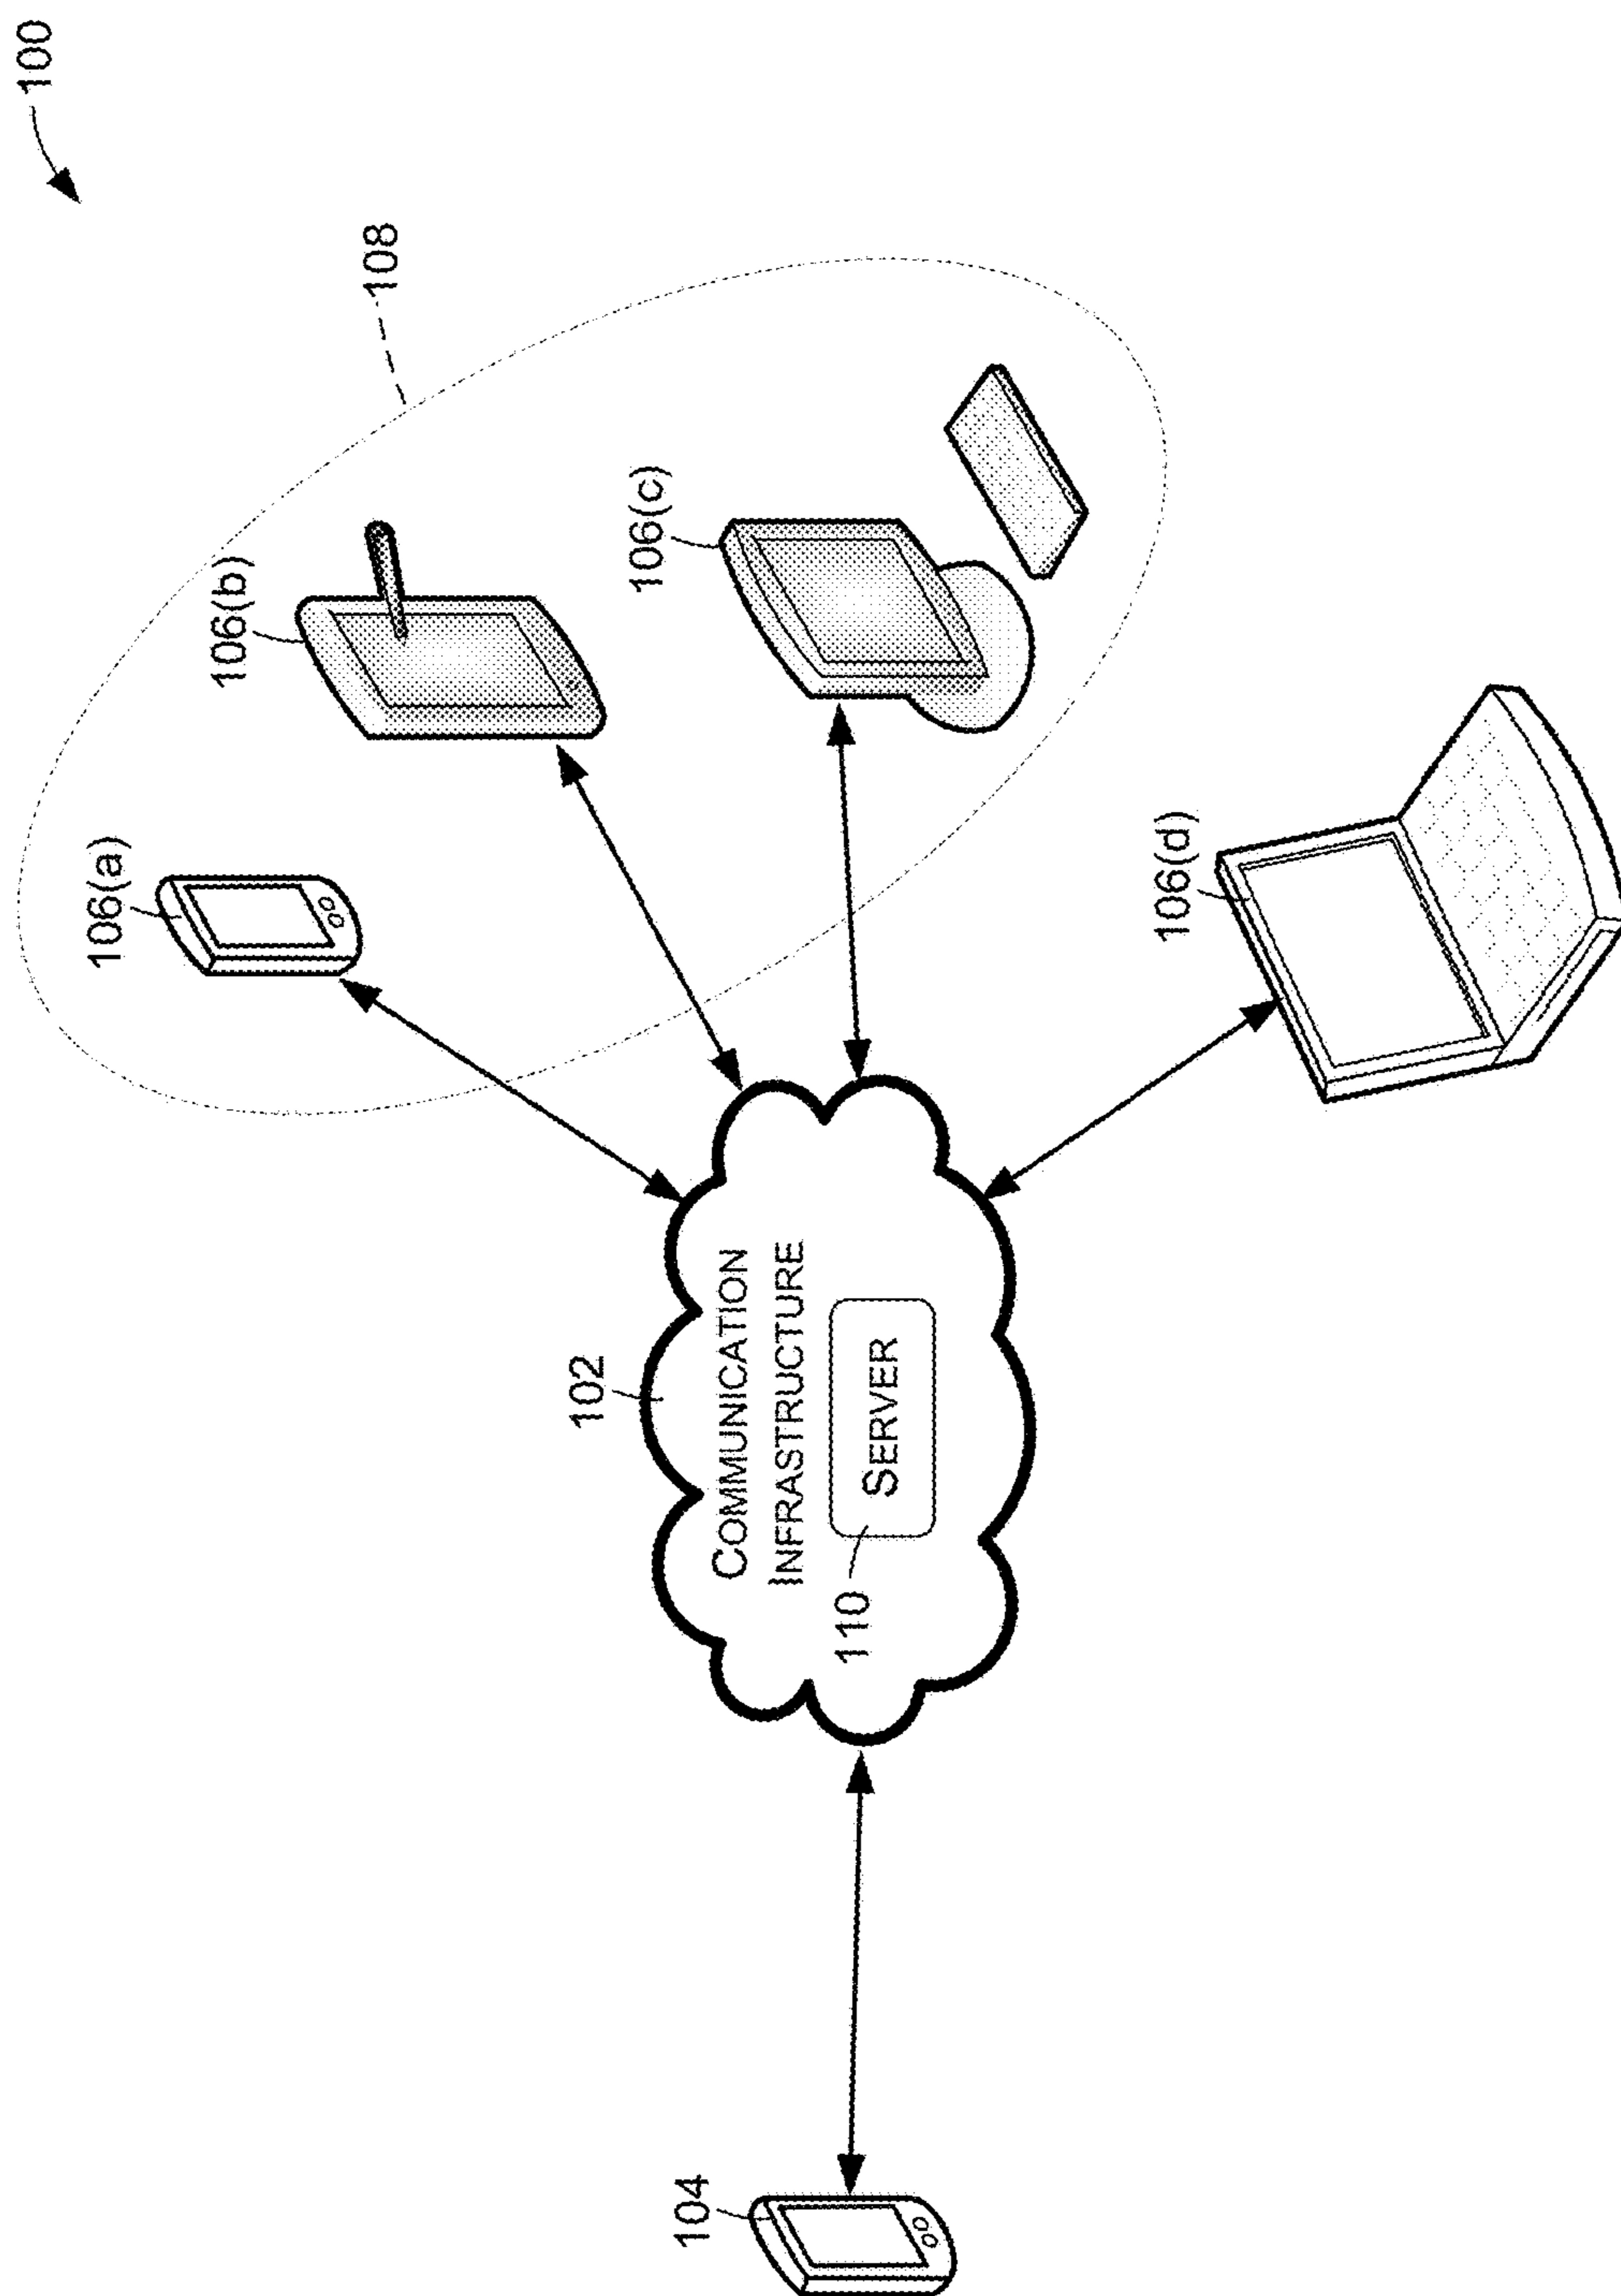 100
108
106(a)
106(b)
106(c)
106(d)
102
COMMUNICATION
INFRASTRUCTURE
110
SERVER
104